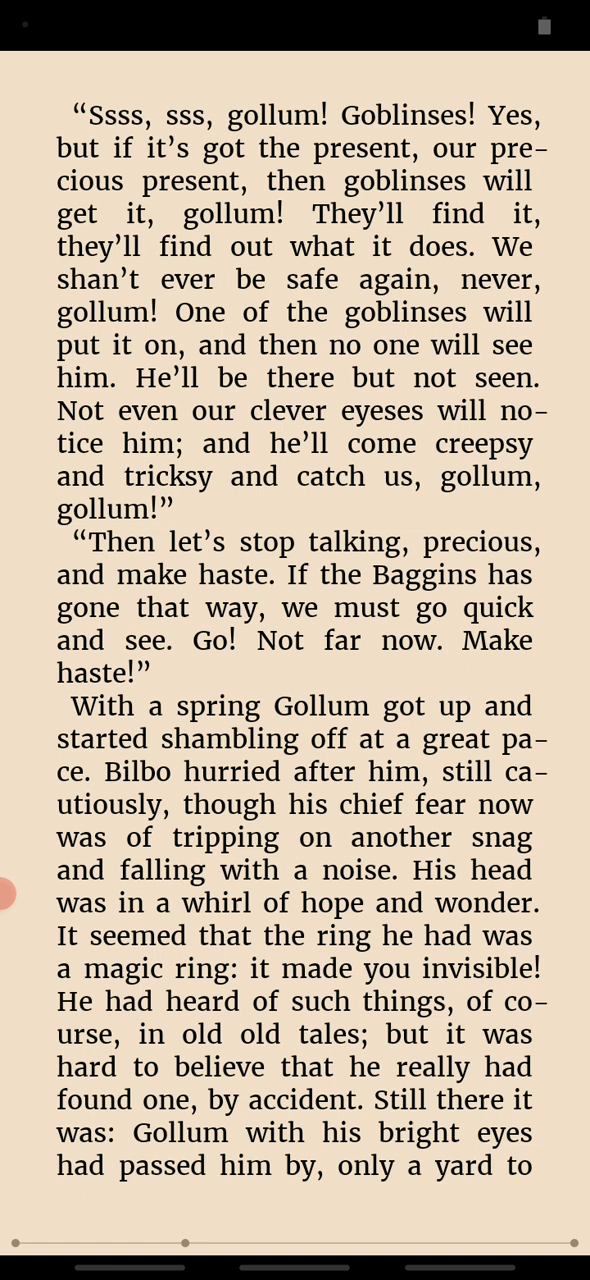 “Ssss, sss, gollum! Goblinses! Yes,
but if it’s got the present, our pre-
cious present, then goblinses will
get it, gollum! They’ll find it,
they’ll find out what it does. We
shan’t ever be safe again, never,
gollum! One of the goblinses will
put it on, and then no one will see
him. He’ll be there but not seen.
Not even our clever eyeses will no-
tice him; and he’ll come creepsy
and tricksy and catch us, gollum,
gollum!”
“Then let’s stop talking, precious,
and make haste. If the Baggins has
gone that way, we must go quick
and see. Go! Not far now. Make
haste!”
With a spring Gollum got up and
started shambling off at a great pa-
ce. Bilbo hurried after him, still ca-
utiously, though his chief fear now
was of tripping on another snag
and falling with a noise. His head
was in a whirl of hope and wonder.
It seemed that the ring he had was
a magic ring: it made you invisible!
He had heard of such things, of co-
urse, in old old tales; but it was
hard to believe that he really had
found one, by accident. Still there it
was: Gollum with his bright eyes
had passed him by, only a yard to